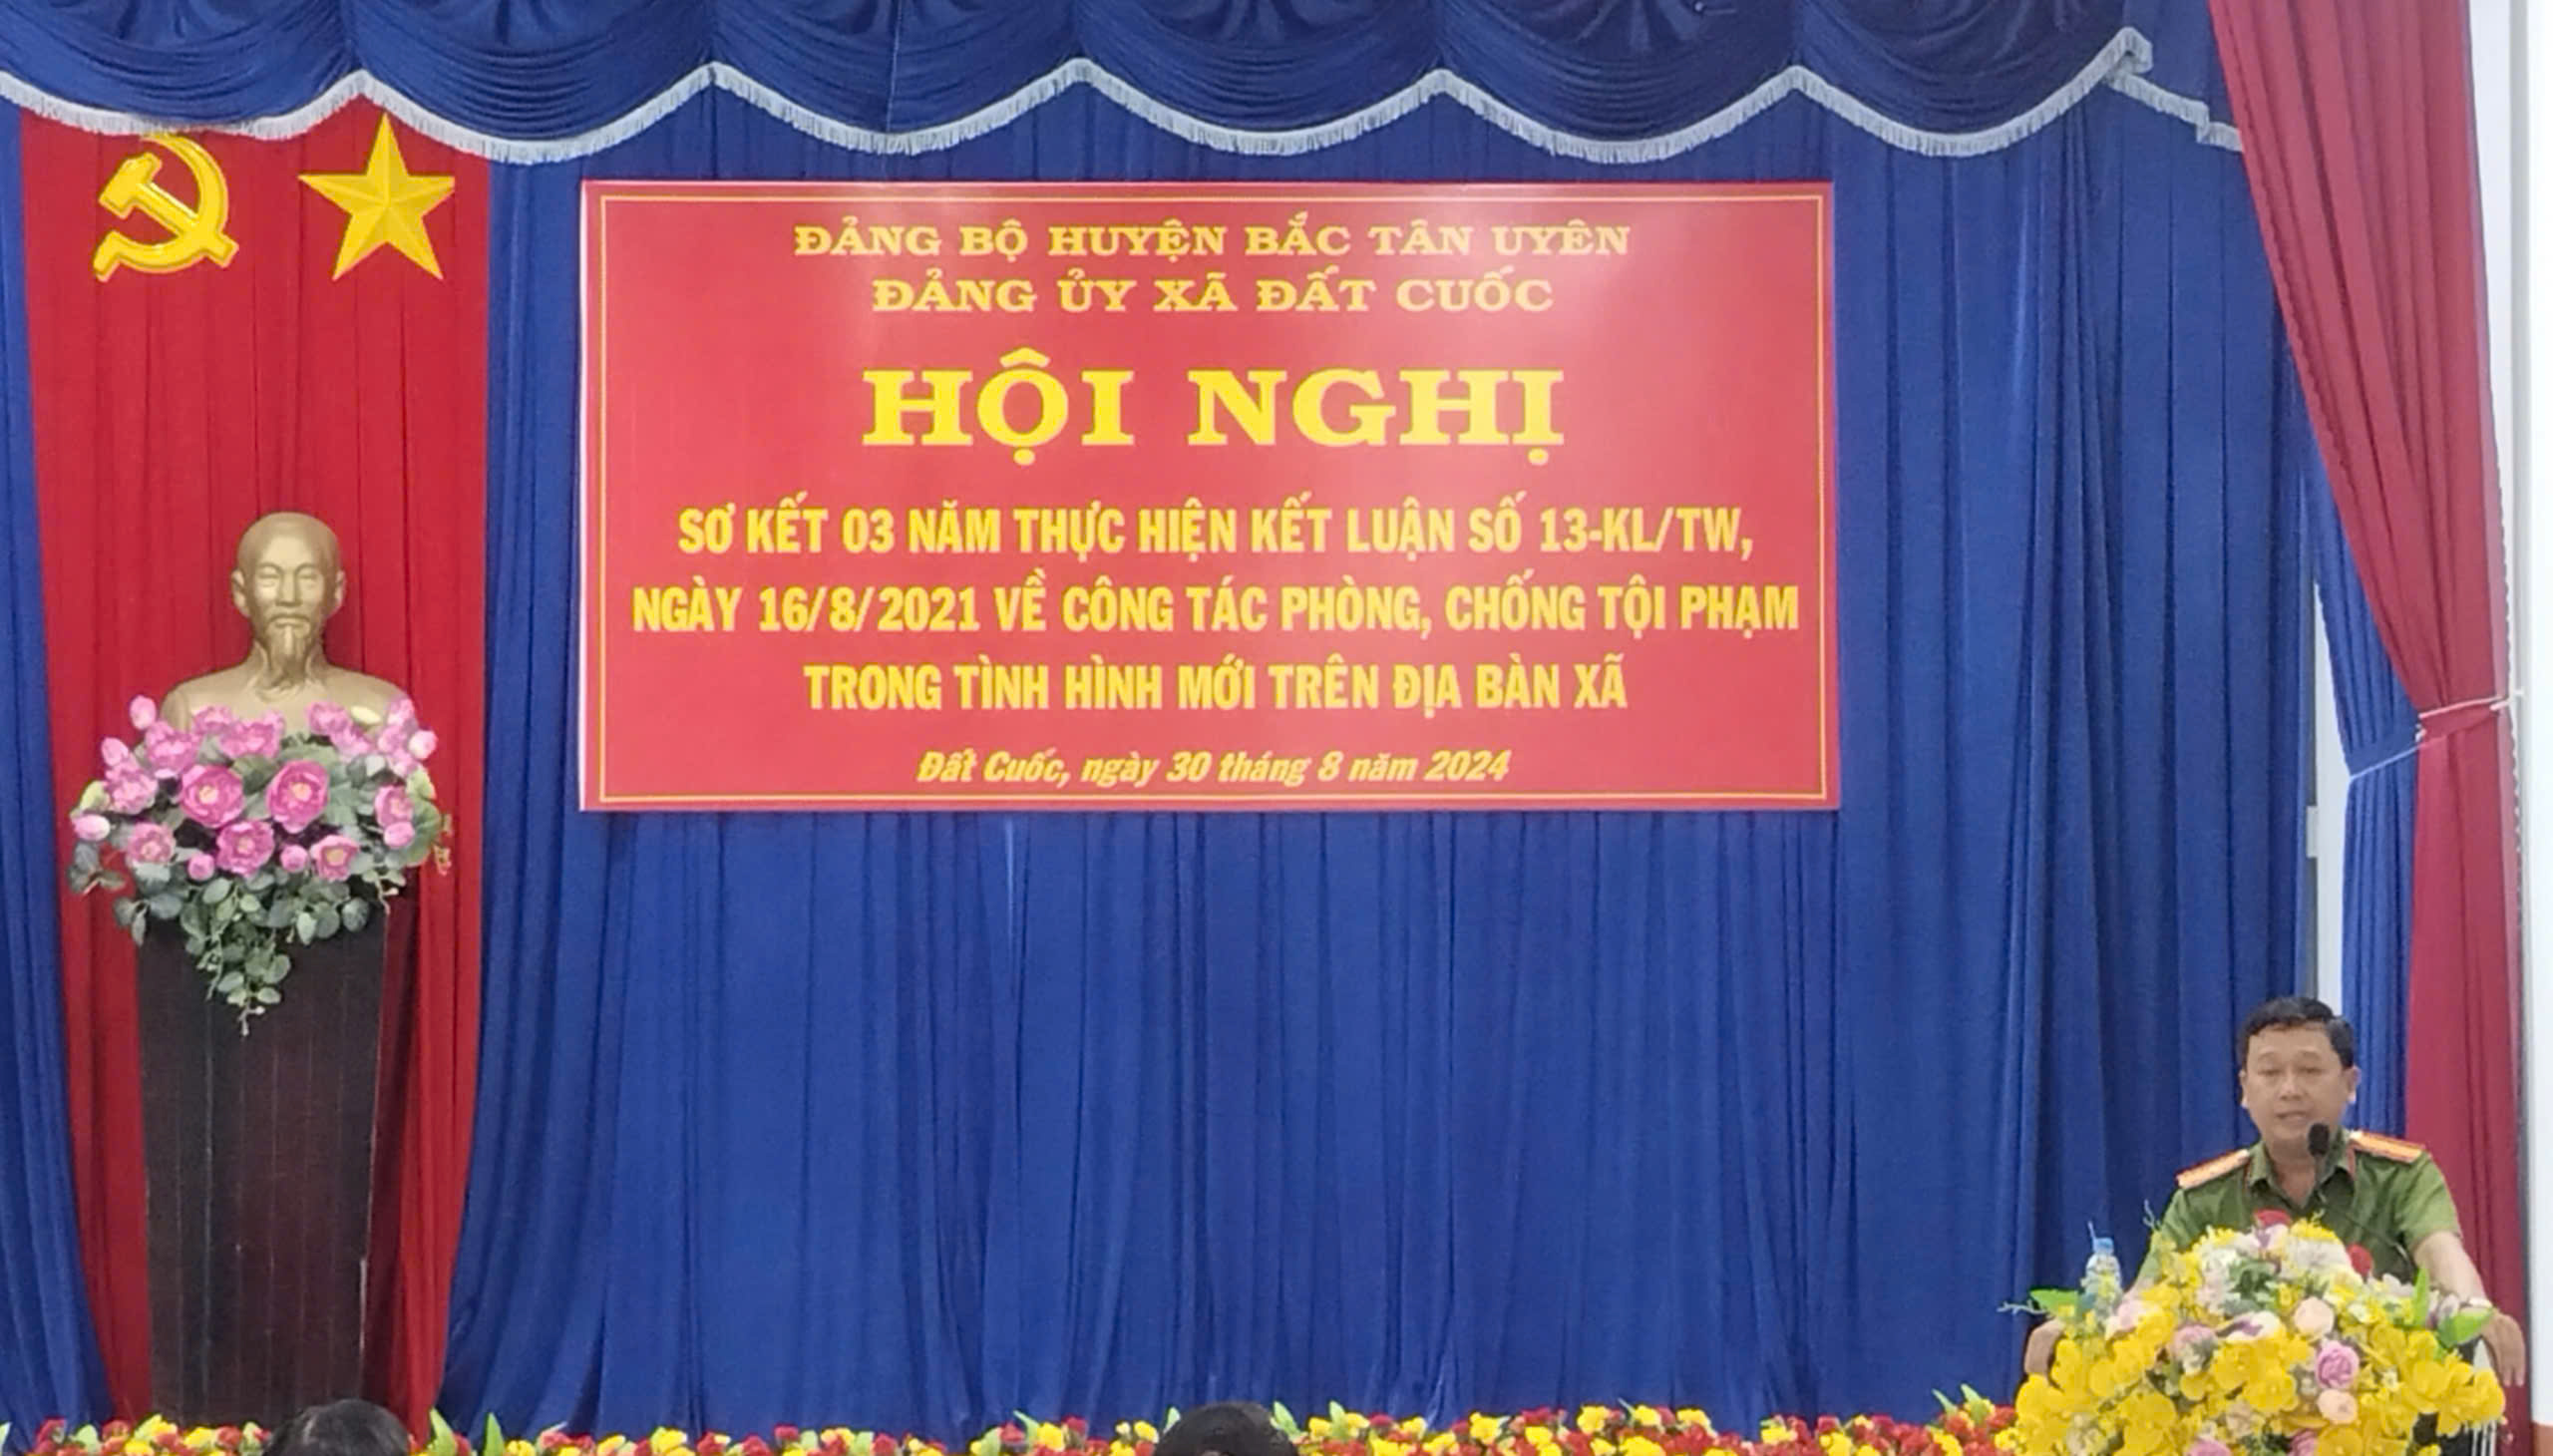 ĐẢNG BỘ HUYỆN BẮC TÂN UYÊN
ĐẢNG ỦY XÃ ĐẤT CUỐC
HỘI NGHỊ
SƠ KẾT 03 NĂM THỰC HIỆN KẾT LUẬN SỐ 13-KL/TW,
NGÀY 16/8/2021 VỀ CÔNG TÁC PHÒNG, CHỐNG TỘI PHẠM
TRONG TÌNH HÌNH MỚI TRÊN ĐỊA BÀN XÃ
Đất Cuốc, ngày 30 tháng 8 năm 2024